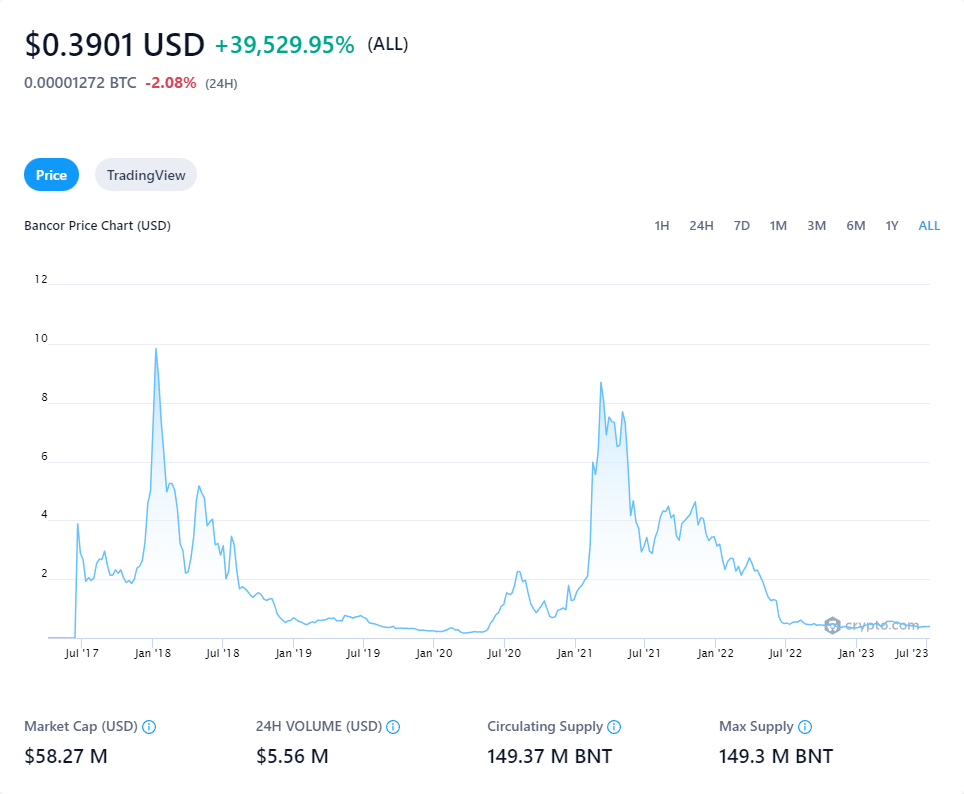 $0.3901 USD +39,529.95% (ALL)
0.00001272 BTC -2.08% (24H)
Price TradingView
Bancor Price Chart (USD) 1H 24H 7D 1M 3M 6M 1Y ALL
12
10
8
6
4
2
crypto.com
Jul '17 Jan '18 Jul '18 Jan '19 Jul '19 Jan '20 Jul '20 Jan '21 Jul '21 Jan '22 Jul '22 Jan '23 Jul '23
Market Cap (USD) 24H VOLUME (USD) Circulating Supply Max Supply
$58.27 M $5.56 M 149.37 M BNT 149.3 M BNT